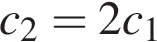 c₂ = 2c₁